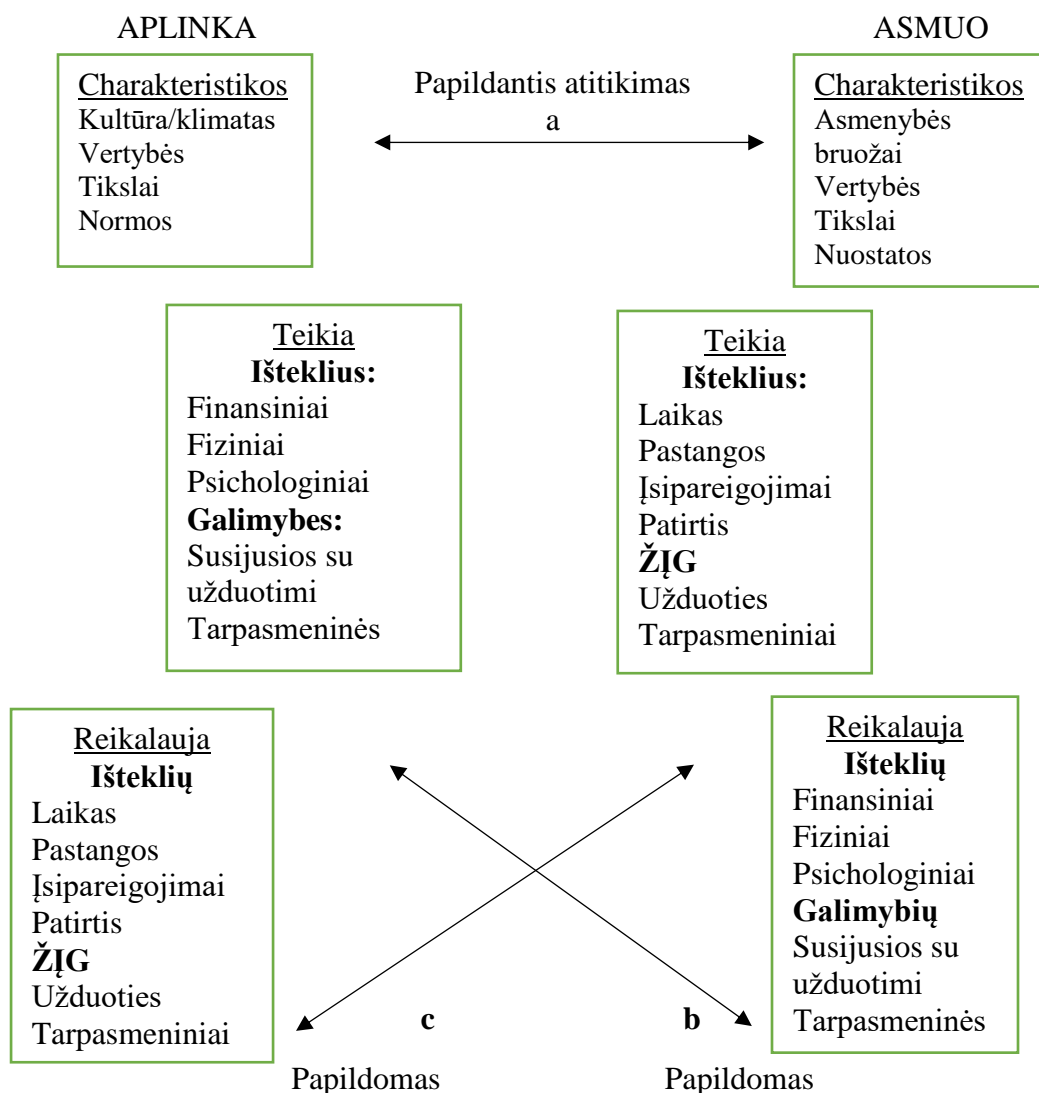 APLINKA
ASMUO
Charakteristikos
Kultūra/klimatas
Vertybės
Tikslai
Normos
Papildantis atitikimas
a
Charakteristikos
Asmenybės
bruožai
Vertybės
Tikslai
Nuostatos
Teikia
Išteklius:
Finansiniai
Fiziniai
Psichologiniai
Galimybes:
Susijusios su
užduotimi
Tarpasmeninės
Teikia
Išteklius:
Laikas
Pastangos
Įsipareigojimai
Patirtis
ŽĮG
Užduoties
Tarpasmeniniai
Reikalauja
Išteklių
Laikas
Pastangos
Įsipareigojimai
Patirtis
ŽĮG
Užduoties
Tarpasmeniniai
Reikalauja
Išteklių
Finansiniai
Fiziniai
Psichologiniai
Galimybių
Susijusios su
užduotimi
Tarpasmeninės
c
b
Papildomas
Papildomas